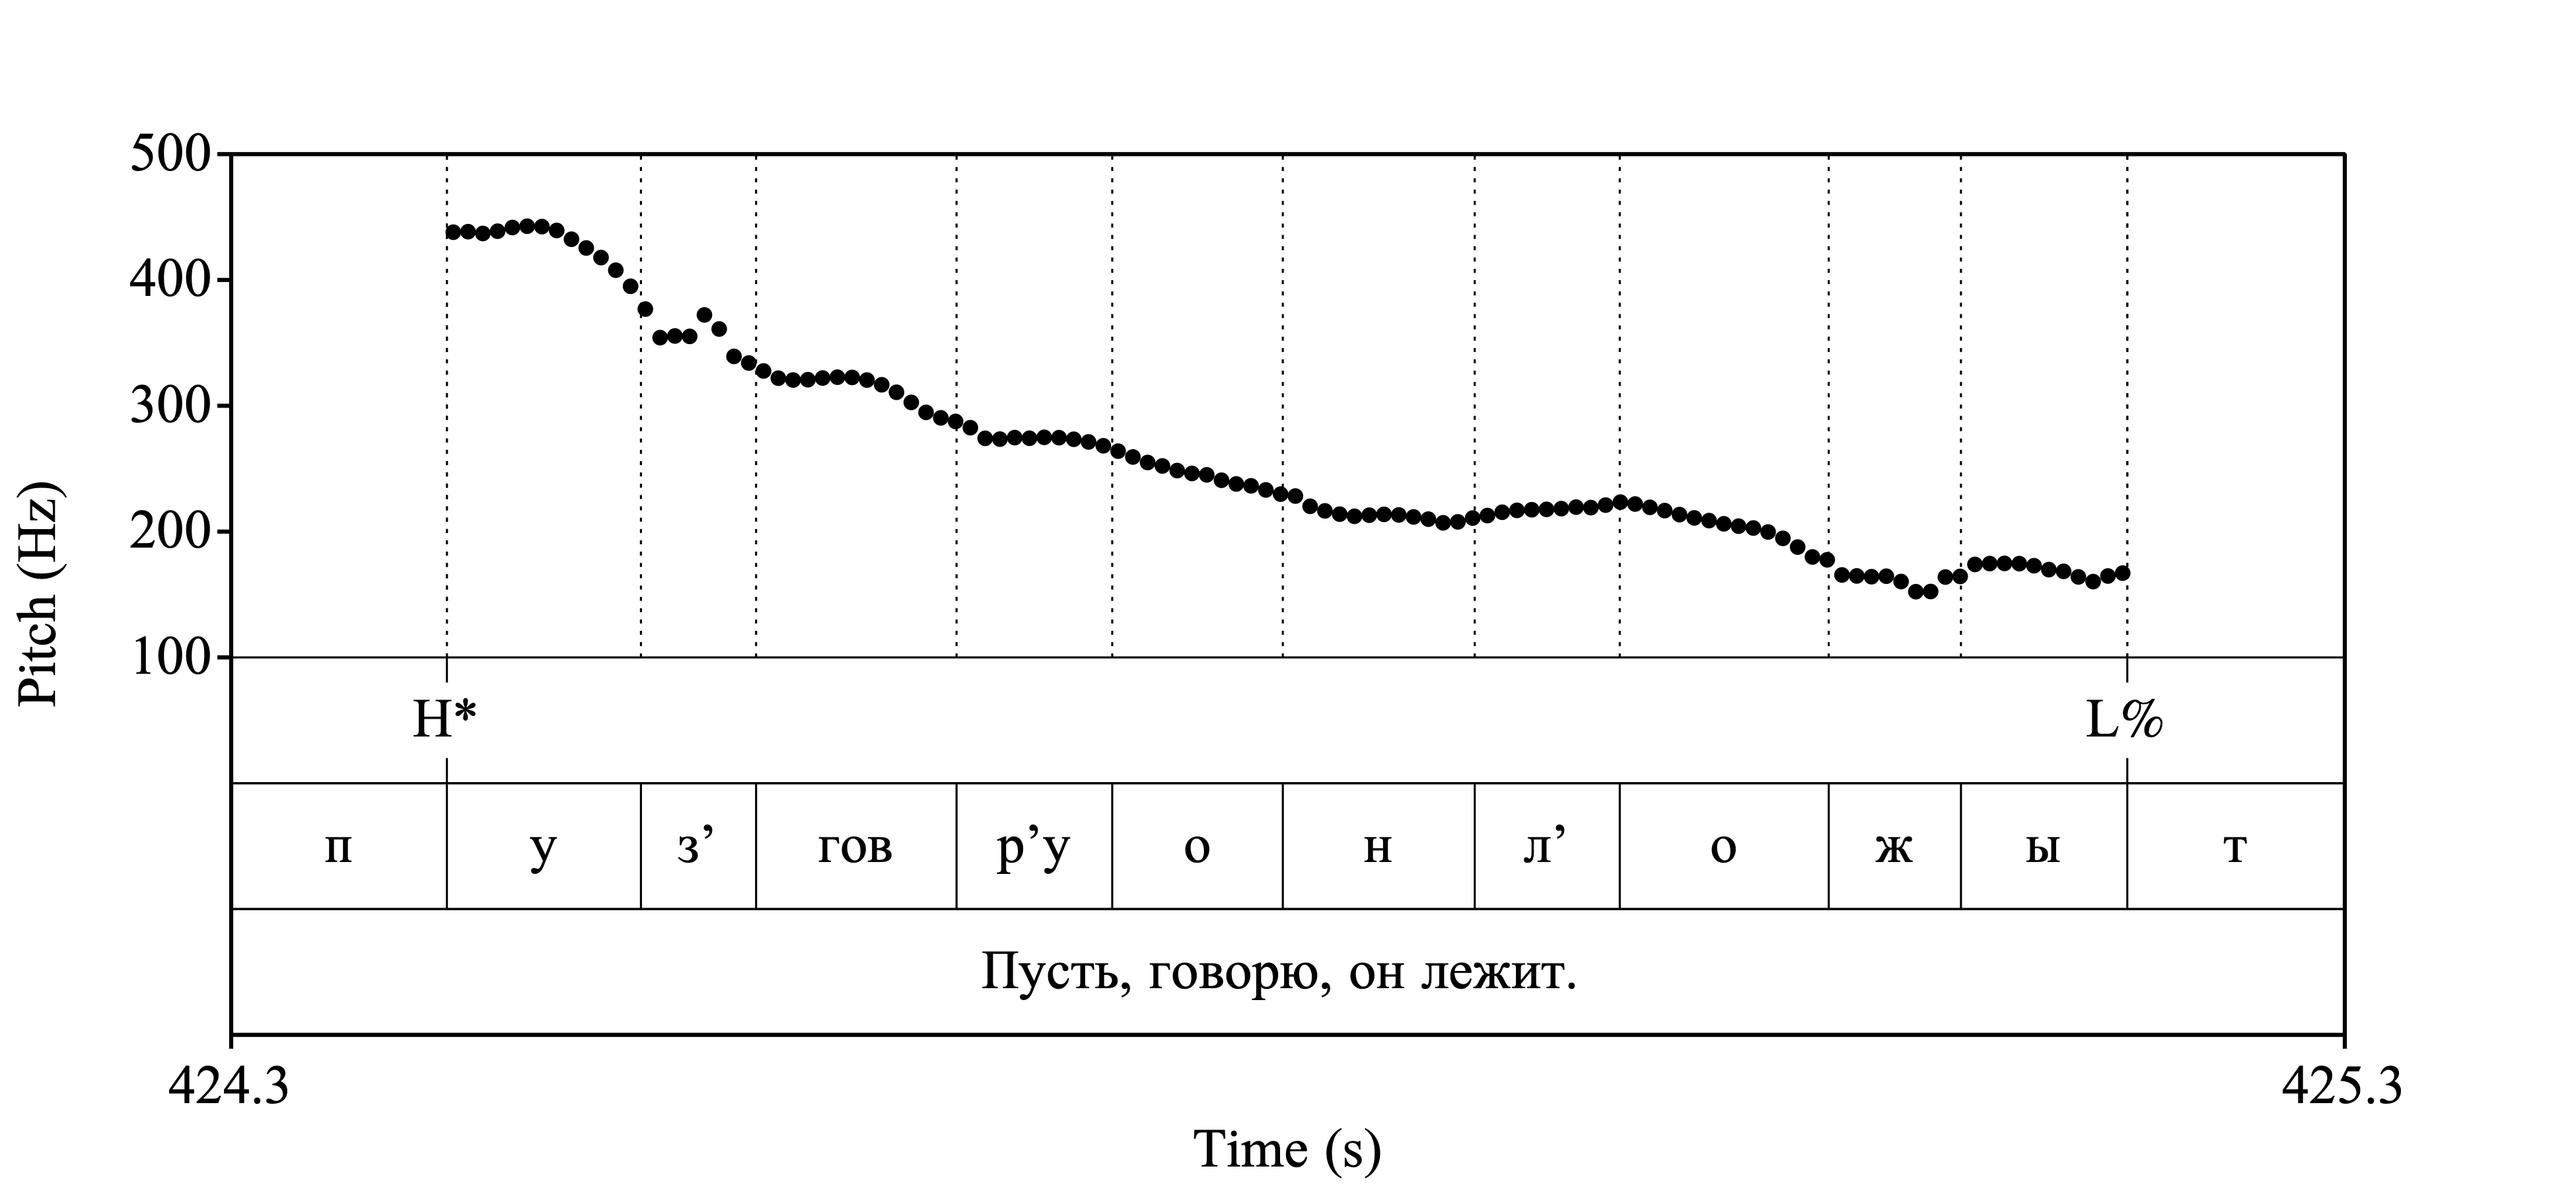 500
400
300
200
100
Pitch (Hz)
H* L%
п у з’ гов р’у о н л’ о ж ы т
Пусть, говорю, он лежит.
424.3 425.3
Time (s)